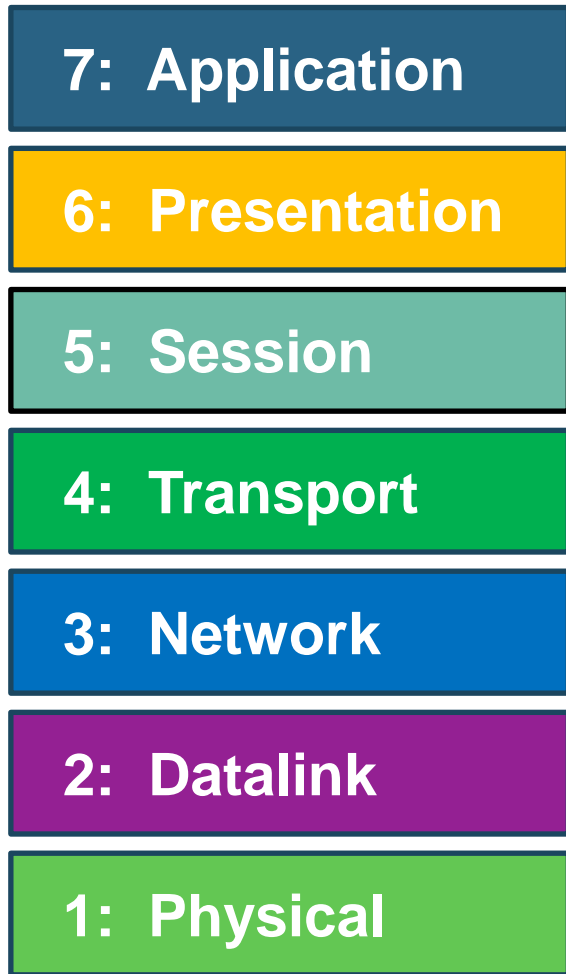 7: Application
6: Presentation
5: Session
4: Transport
3: Network
2: Datalink
1: Physical